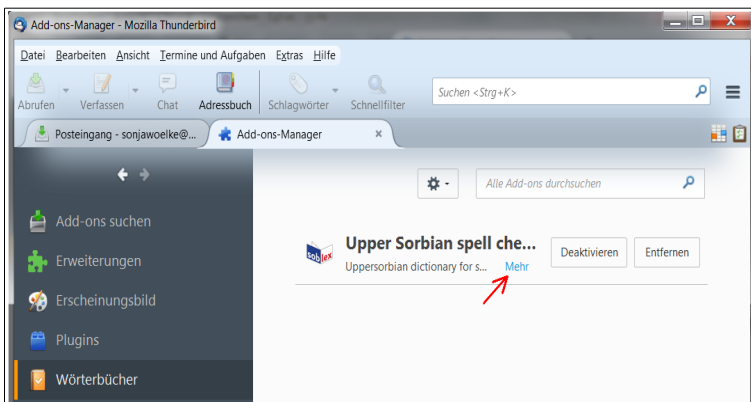 Add-ons-Manager - Mozilla Thunderbird
Datei Bearbeiten Ansicht Termine und Aufgaben Extras Hilfe
Abrufen Verfassen Chat Adressbuch Schlagwörter Schnellfilter Suchen <Strg+K>
Posteingang - sonjawoelke@... Add-ons-Manager ×
Alle Add-ons durchsuchen
Add-ons suchen
Erweiterungen
Erscheinungsbild
Plugins
Wörterbücher
soblex
Upper Sorbian spell che...
Uppersorbian dictionary for s... Mehr
Deaktivieren Entfernen